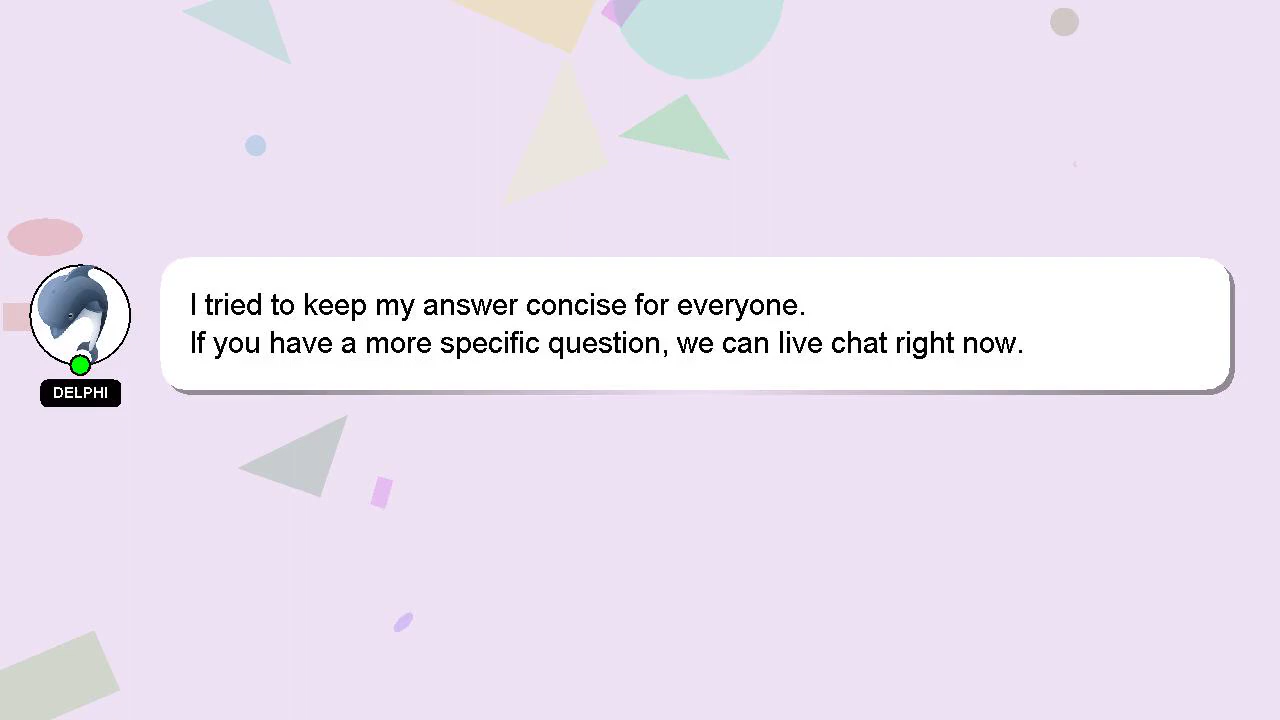 I tried to keep my answer concise for everyone.
If you have a more specific question, we can live chat right now.
DELPHI